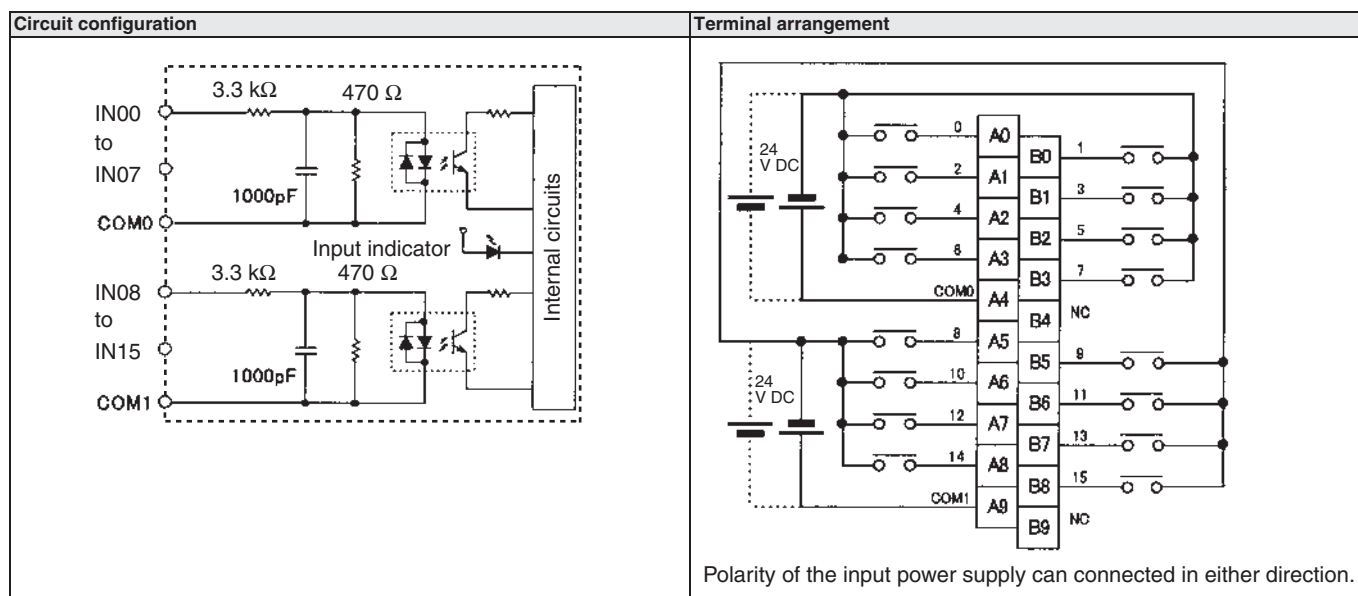 Circuit configuration
3.3 kΩ
470 Ω
IN00
to
IN07
1000pF
COM0
Internal circuits
Input indicator
3.3 kΩ
470 Ω
IN08
to
IN15
1000pF
COM1
Terminal arrangement
24
V DC
0
A0
B0
1
2
A1
B1
3
4
A2
B2
5
6
A3
B3
7
COM0
A4
B4
NC
24
V DC
8
A5
B5
9
10
A6
B6
11
12
A7
B7
13
14
A8
B8
15
COM1
A9
B9
NC
Polarity of the input power supply can connected in either direction.